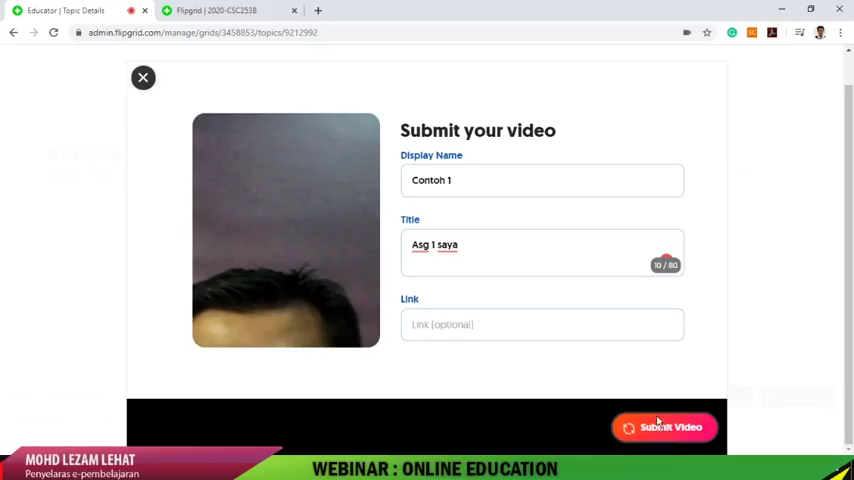 Educator | Topic Details
Flipgrid | 2020-CSC253B
admin.flipgrid.com/manage/grids/3458853/topics/9212992
Submit your video
Display Name
Contoh 1
Title
Asg 1 saya
10 / 80
Link
Link (optional)
Submit Video
MOHD LEZAM LEHAT
Penyelaras e-pembelajaran
WEBINAR : ONLINE EDUCATION